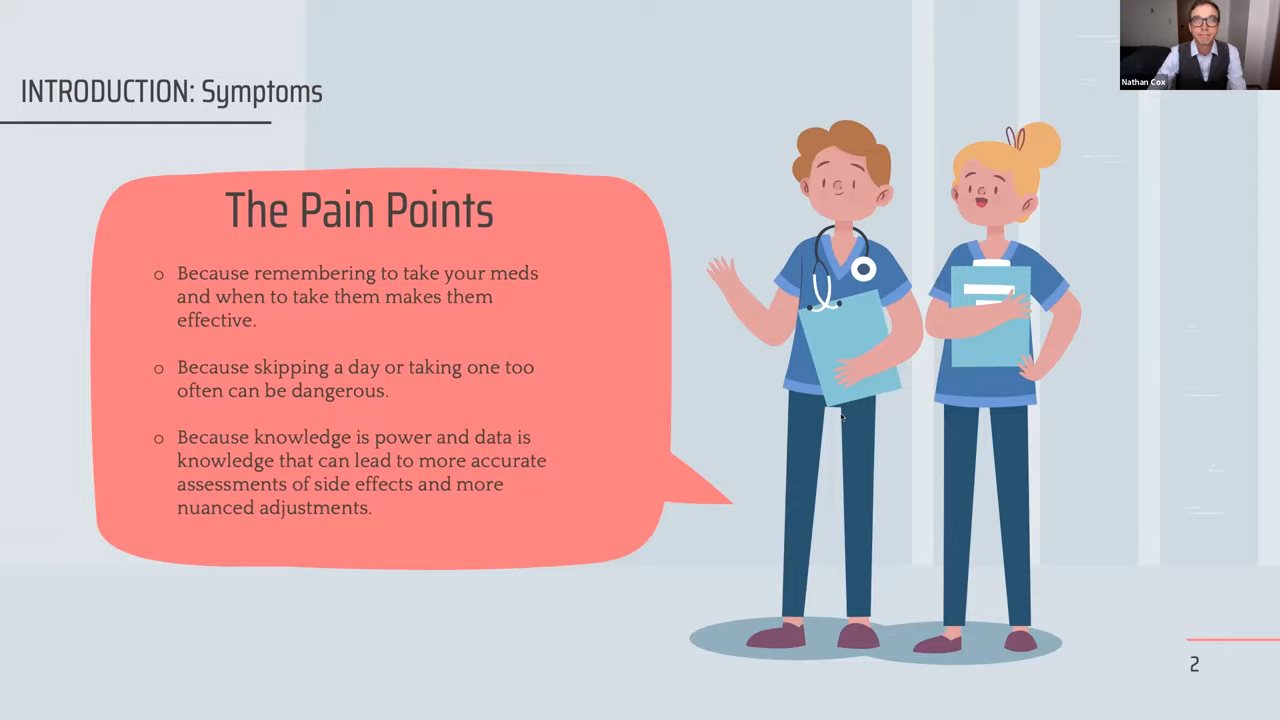 Nathan Cox
INTRODUCTION: Symptoms
The Pain Points
Because remembering to take your meds
and when to take them makes them
effective.
Because skipping a day or taking one too
often can be dangerous.
Because knowledge is power and data is
knowledge that can lead to more accurate
assessments of side effects and more
nuanced adjustments.
2